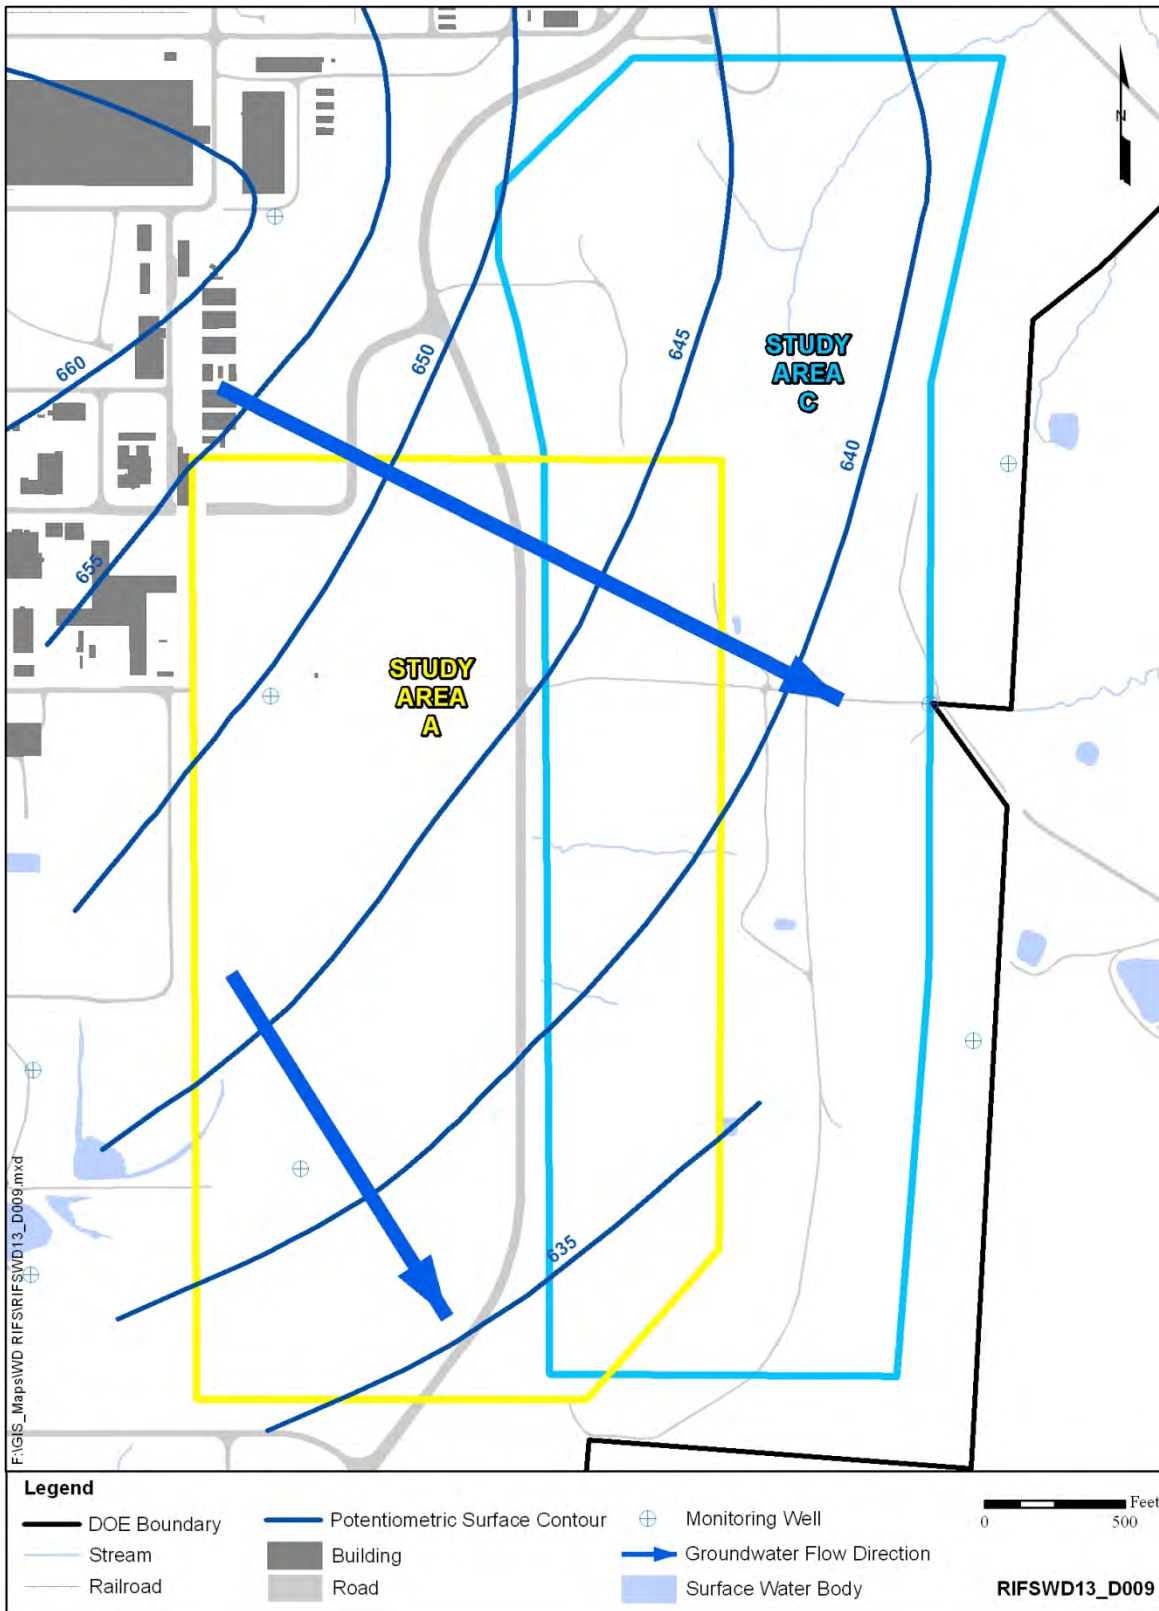 N
STUDY
AREA
C
660
650
645
640
655
STUDY
AREA
A
635
F:\GIS_Maps\WD RIFS\RIFSWD13_D009.mxd
Legend
DOE Boundary
Potentiometric Surface Contour
Monitoring Well
Feet
0
500
Stream
Building
Groundwater Flow Direction
Railroad
Road
Surface Water Body
RIFSWD13_D009